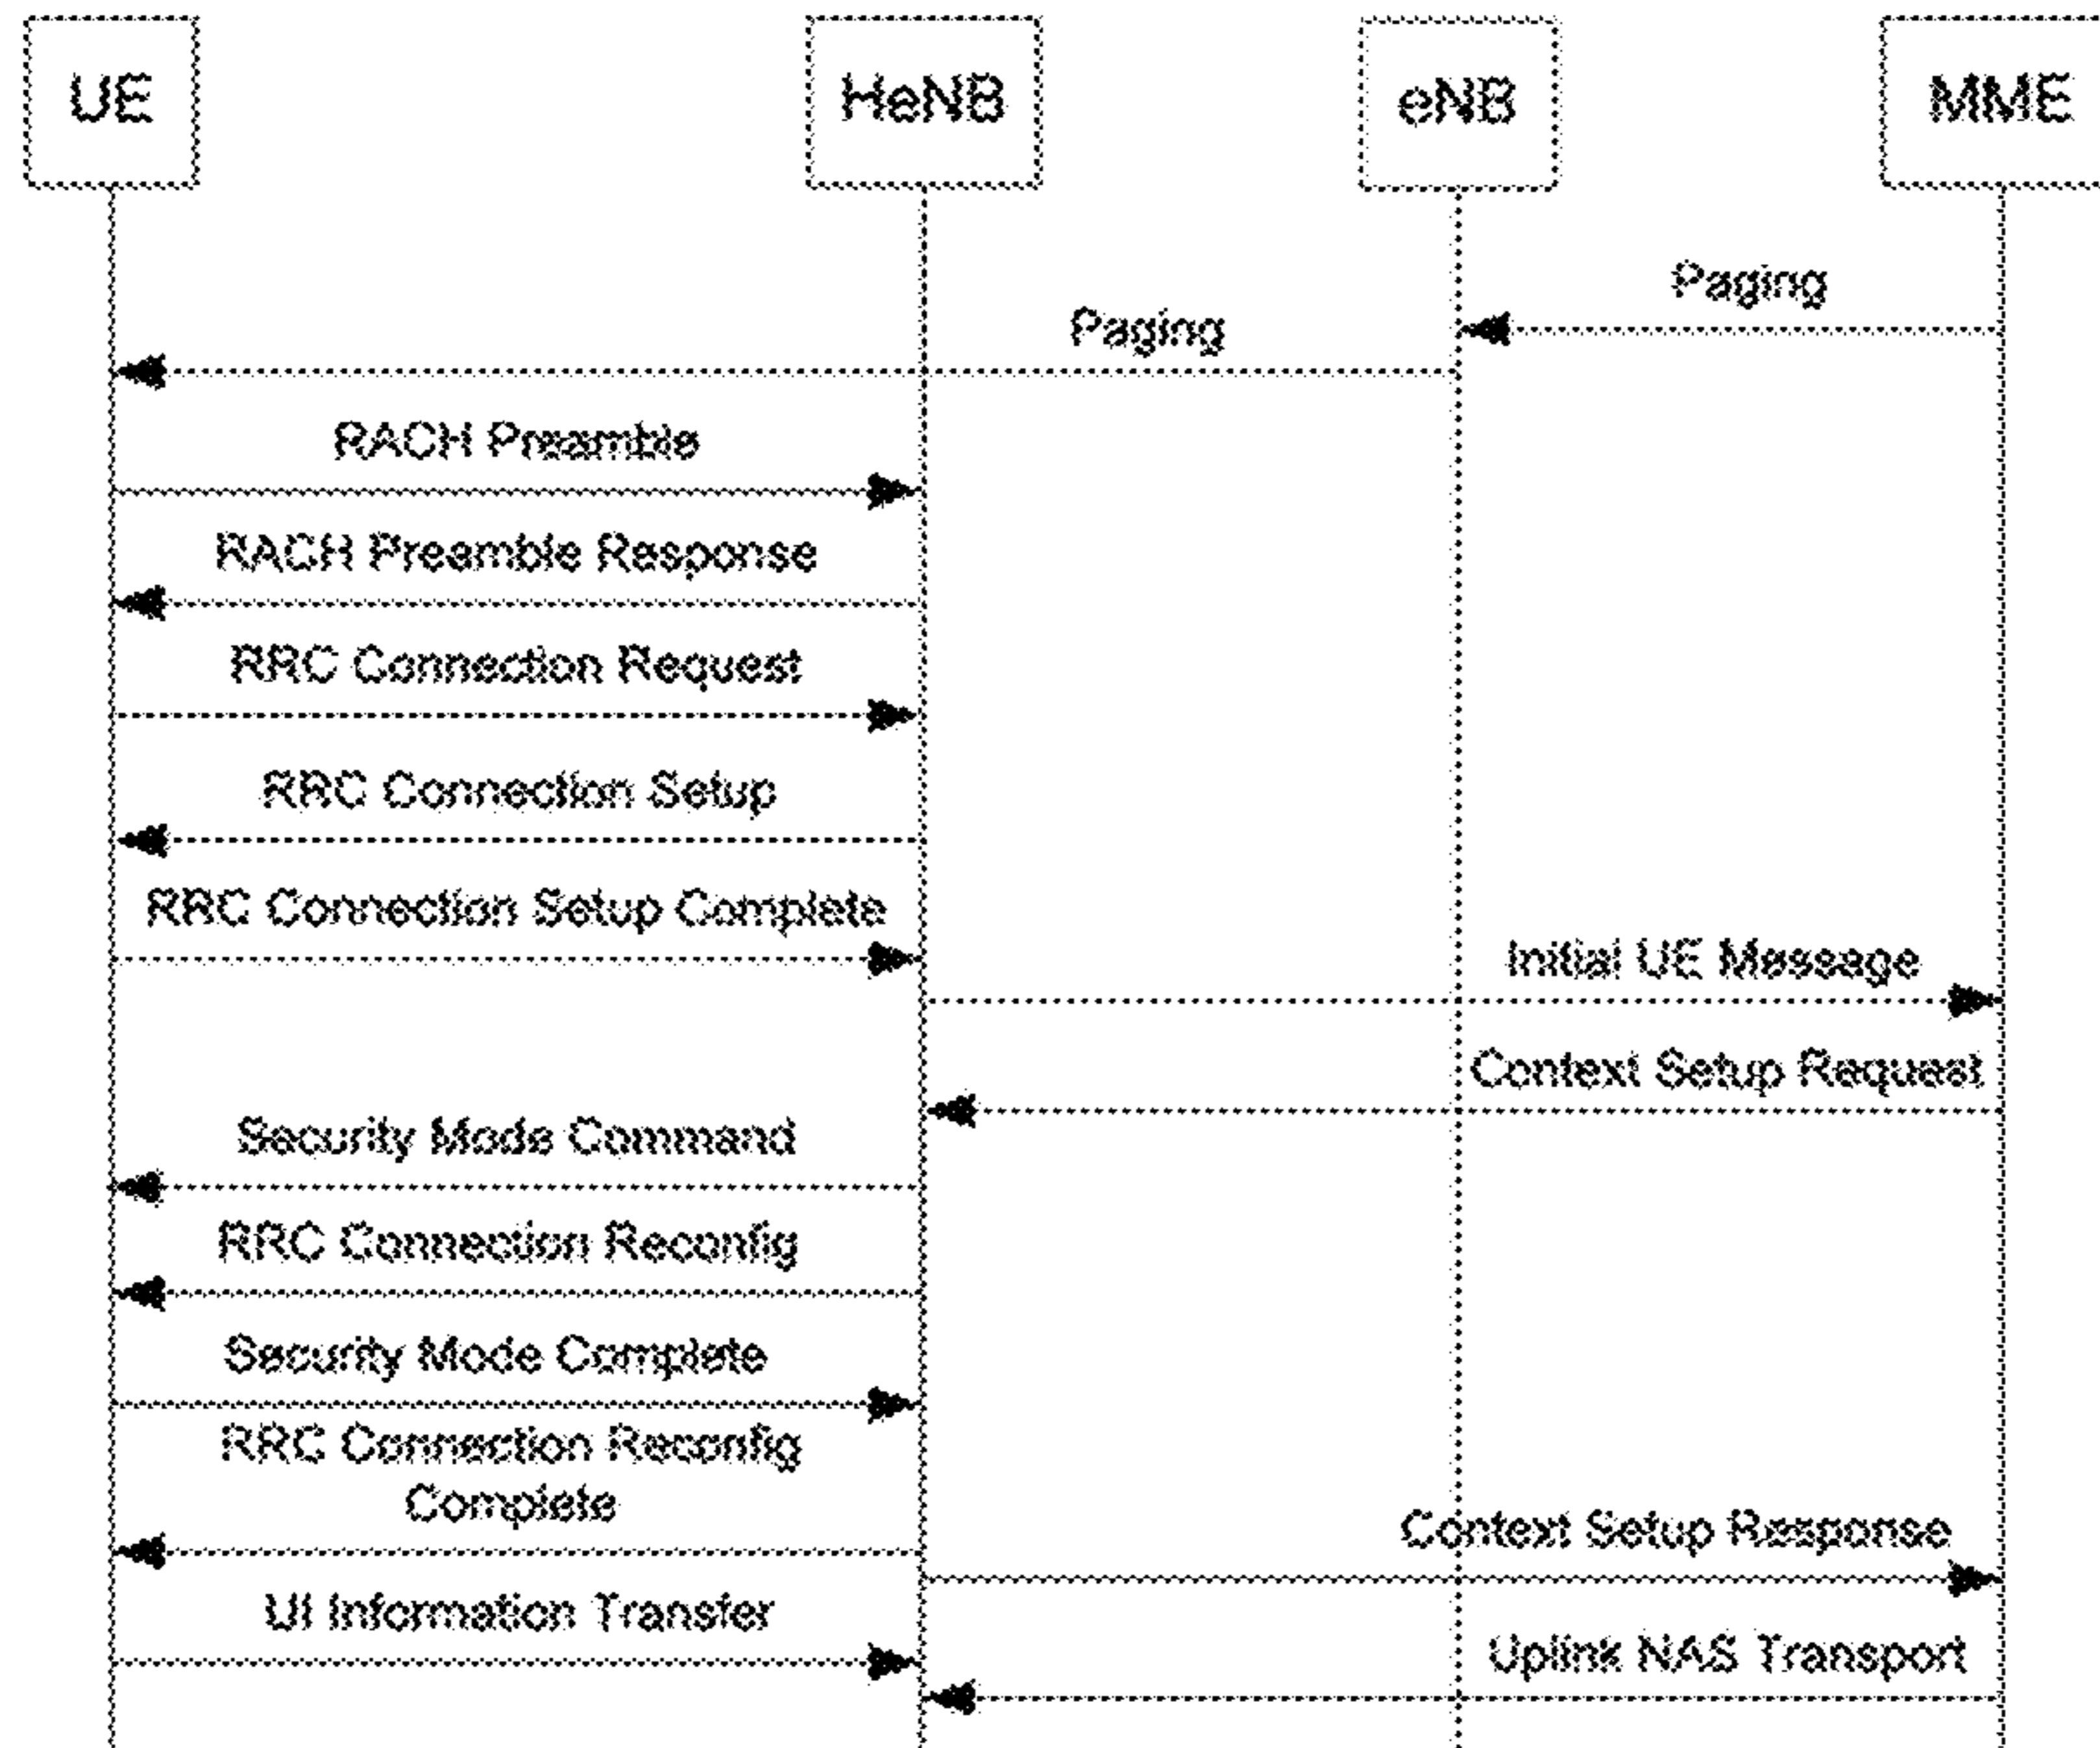 UE
HeNB
eNB
MME
Paging
Paging
RACH Preamble
RACH Preamble Response
RRC Connection Request
RRC Connection Setup
RRC Connection Setup Complete
Initial UE Message
Context Setup Request
Security Mode Command
RRC Connection Reconfig
Security Mode Complete
RRC Connection Reconfig
Complete
Context Setup Response
Ul Information Transfer
Uplink NAS Transport